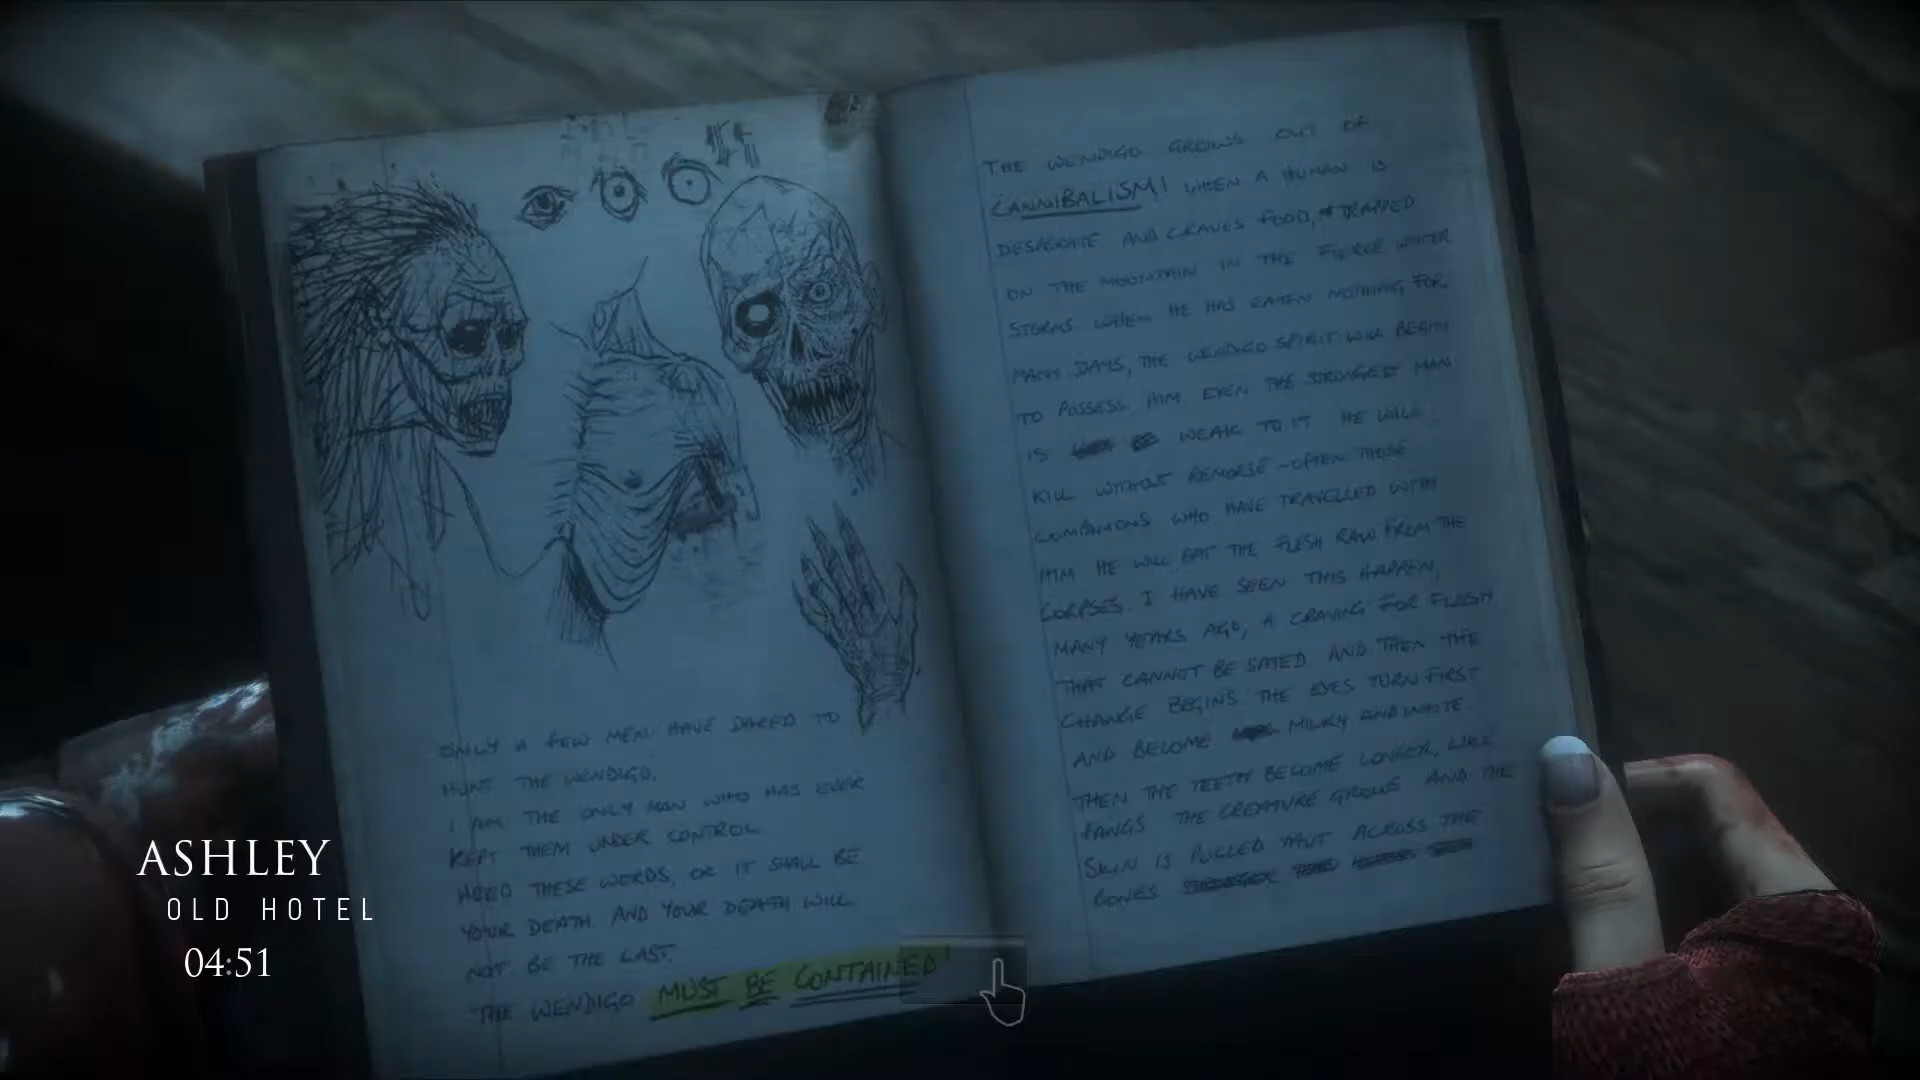 ONLY A FEW MEN HAVE DARED TO
HUNT THE WENDIGO.
I AM THE ONLY MAN WHO HAS EVER
KEPT THEM UNDER CONTROL
HEED THESE WORDS, OR IT SHALL BE
YOUR DEATH AND YOUR DEATH WILL
NOT BE THE LAST.
THE WENDIGO MUST BE CONTAINED!
THE WENDIGO GROWS OUT OF
CANNIBALISM! WHEN A HUMAN IS
DESPERATE AND CRAVES FOOD, & TRAPPED
ON THE MOUNTAIN IN THE FIERCE WINTER
STORMS WHEN HE HAS EATEN NOTHING FOR
MANY DAYS, THE WENDIGO SPIRIT WILL BEGIN
TO POSSESS HIM. EVEN THE STRONGEST MAN
IS WEAK TO IT HE WILL
KILL WITHOUT REMORSE - OFTEN THOSE
COMPANIONS WHO HAVE TRAVELLED WITH
HIM HE WILL EAT THE FLESH RAW FROM THE
CORPSES. I HAVE SEEN THIS HAPPEN,
MANY YEARS AGO, A CRAVING FOR FLESH
THAT CANNOT BE SATED AND THEN THE
CHANGE BEGINS. THE EYES TURN FIRST
AND BECOME MILKY AND WHITE.
THEN THE TEETH BECOME LONGER, LIKE
FANGS THE CREATURE GROWS AND THE
SKIN IS PULLED TAUT ACROSS THE
BONES
ASHLEY
OLD HOTEL
04:51